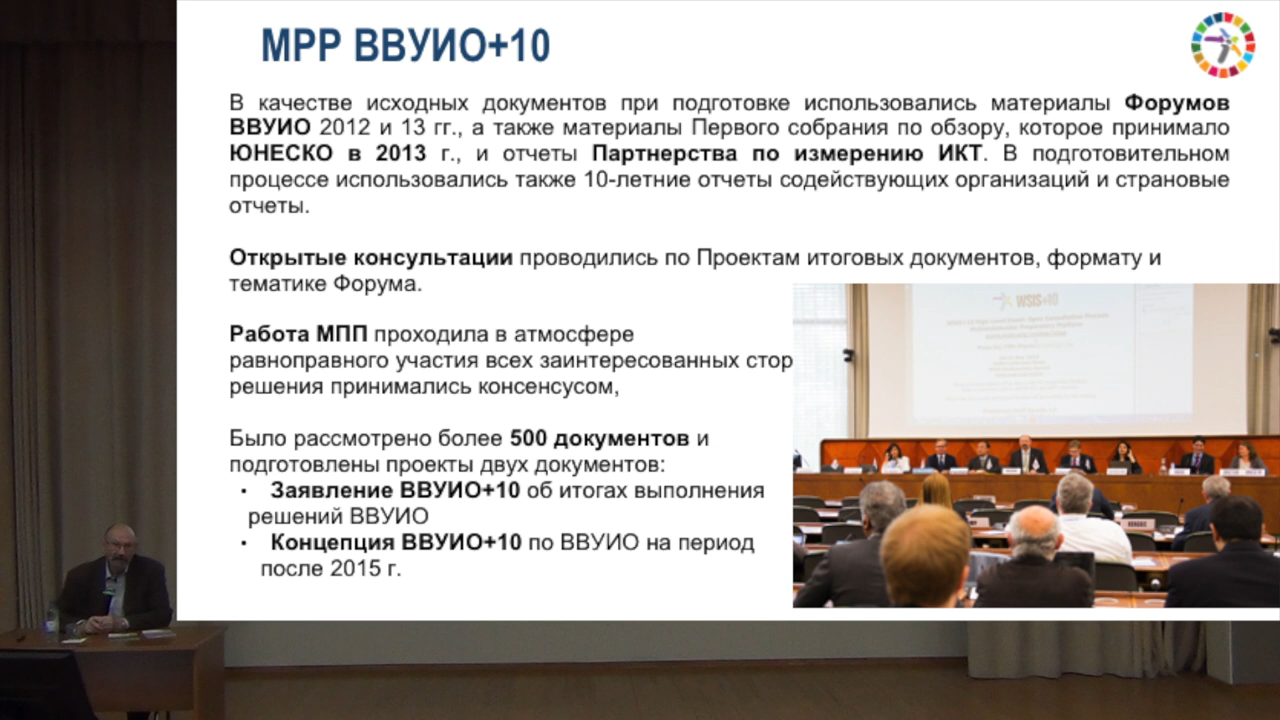 МРР ВВУИО+10
В качестве исходных документов при подготовке использовались материалы Форумов
ВВУИО 2012 и 13 гг., а также материалы Первого собрания по обзору, которое принимало
ЮНЕСКО в 2013 г., и отчеты Партнерства по измерению ИКТ. В подготовительном
процессе использовались также 10-летние отчеты содействующих организаций и страновые
отчеты.
Открытые консультации проводились по Проектам итоговых документов, формату и
тематике Форума.
Работа МПП проходила в атмосфере
равноправного участия всех заинтересованных стор
решения принимались консенсусом,
Было рассмотрено более 500 документов и
подготовлены проекты двух документов:
• Заявление ВВУИО+10 об итогах выполнения
решений ВВУИО
• Концепция ВВУИО+10 по ВВУИО на период
после 2015 г.
WSIS+10